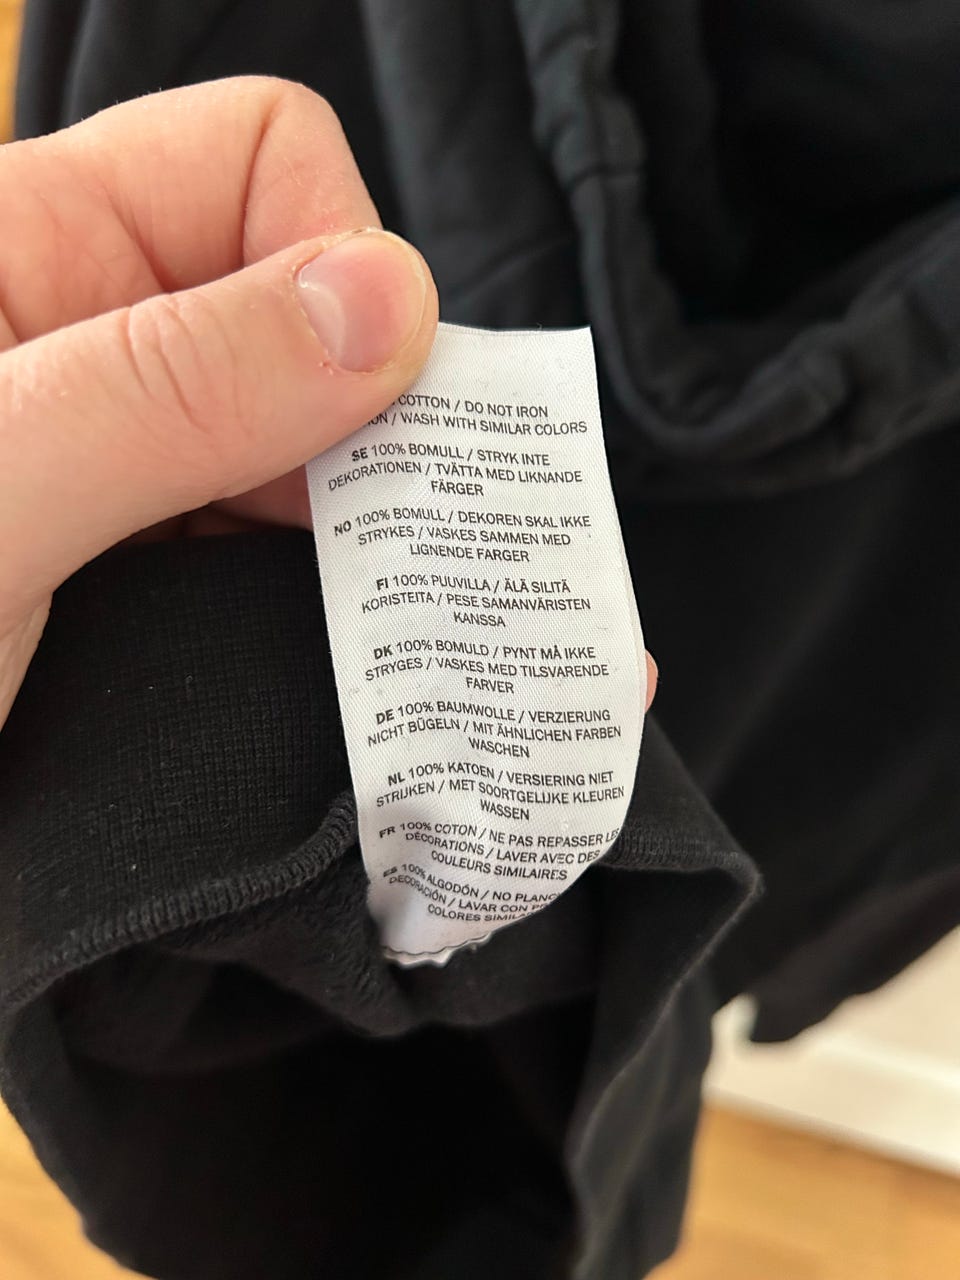 COTTON / DO NOT IRON
/ WASH WITH SIMILAR COLORS
SE 100% BOMULL / STRYK INTE
DEKORATIONEN / TVÄTTA MED LIKNANDE
FÄRGER
NO 100% BOMULL / DEKOREN SKAL IKKE
STRYKES / VASKES SAMMEN MED
LIGNENDE FARGER
FI 100% PUUVILLA / ÄLÄ SILITÄ
KORISTEITA / PESE SAMANVÄRISTEN
KANSSA
DK 100% BOMULD / PYNT MÅ IKKE
STRYGES / VASKES MED TILSVARENDE
FARVER
DE 100% BAUMWOLLE / VERZIERUNG
NICHT BÜGELN / MIT ÄHNLICHEN FARBEN
WASCHEN
NL 100% KATOEN / VERSIERING NIET
STRIJKEN / MET SOORTGELIJKE KLEUREN
WASSEN
FR 100% COTON / NE PAS REPASSER LES
DÉCORATIONS / LAVER AVEC DES
COULEURS SIMILAIRES
ES 100% ALGODÓN / NO
DECORACIÓN / LAVAR CON
COLORES